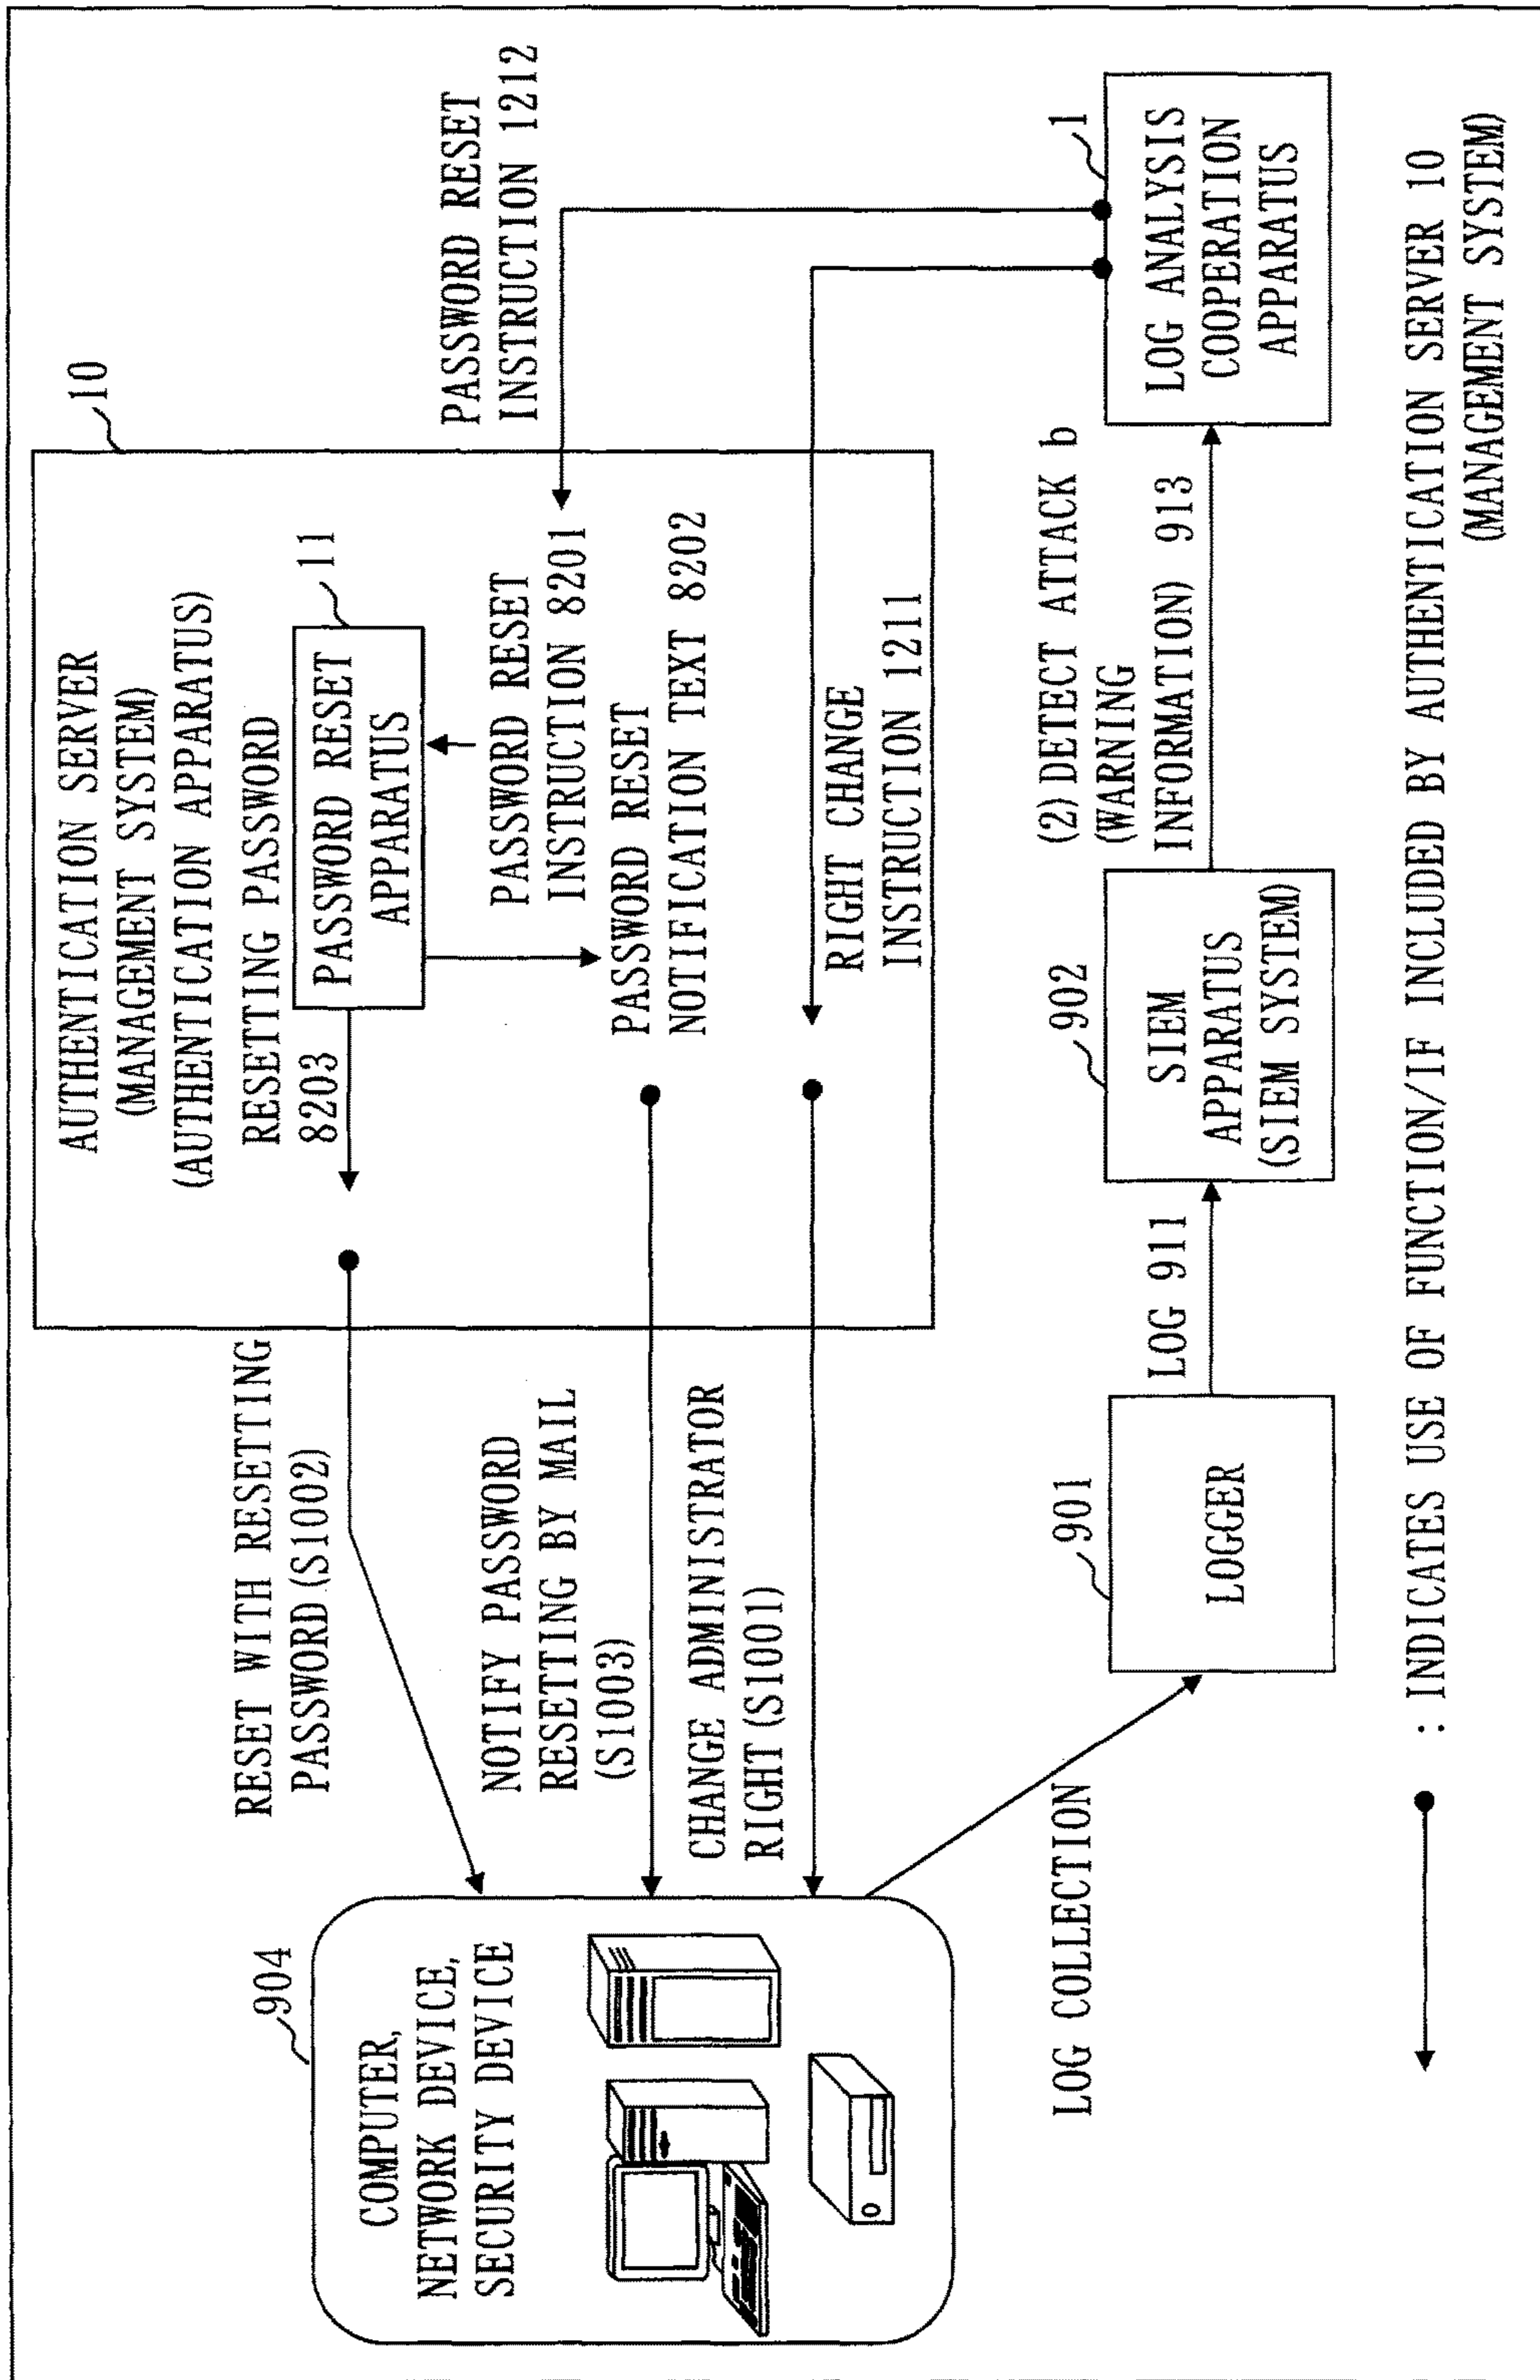 904
COMPUTER,
NETWORK DEVICE,
SECURITY DEVICE
RESET WITH RESETTING
PASSWORD(S1002)
NOTIFY PASSWORD
RESETTING BY MAIL
(S1003)
CHANGE ADMINISTRATOR
RIGHT(S1001)
10
AUTHENTICATION SERVER
(MANAGEMENT SYSTEM)
(AUTHENTICATION APPARATUS)
RESETTING PASSWORD
8203
11
PASSWORD RESET
APPARATUS
PASSWORD RESET
INSTRUCTION 8201
PASSWORD RESET
NOTIFICATION TEXT 8202
RIGHT CHANGE
INSTRUCTION 1211
PASSWORD RESET
INSTRUCTION 1212
LOG COLLECTION
901
LOGGER
LOG 911
902
SIEM
APPARATUS
(SIEM SYSTEM)
(2)DETECT ATTACK b
(WARNING
INFORMATION) 913
1
LOG ANALYSIS
COOPERATION
APPARATUS
: INDICATES USE OF FUNCTION/IF INCLUDED BY AUTHENTICATION SERVER 10
(MANAGEMENT SYSTEM)